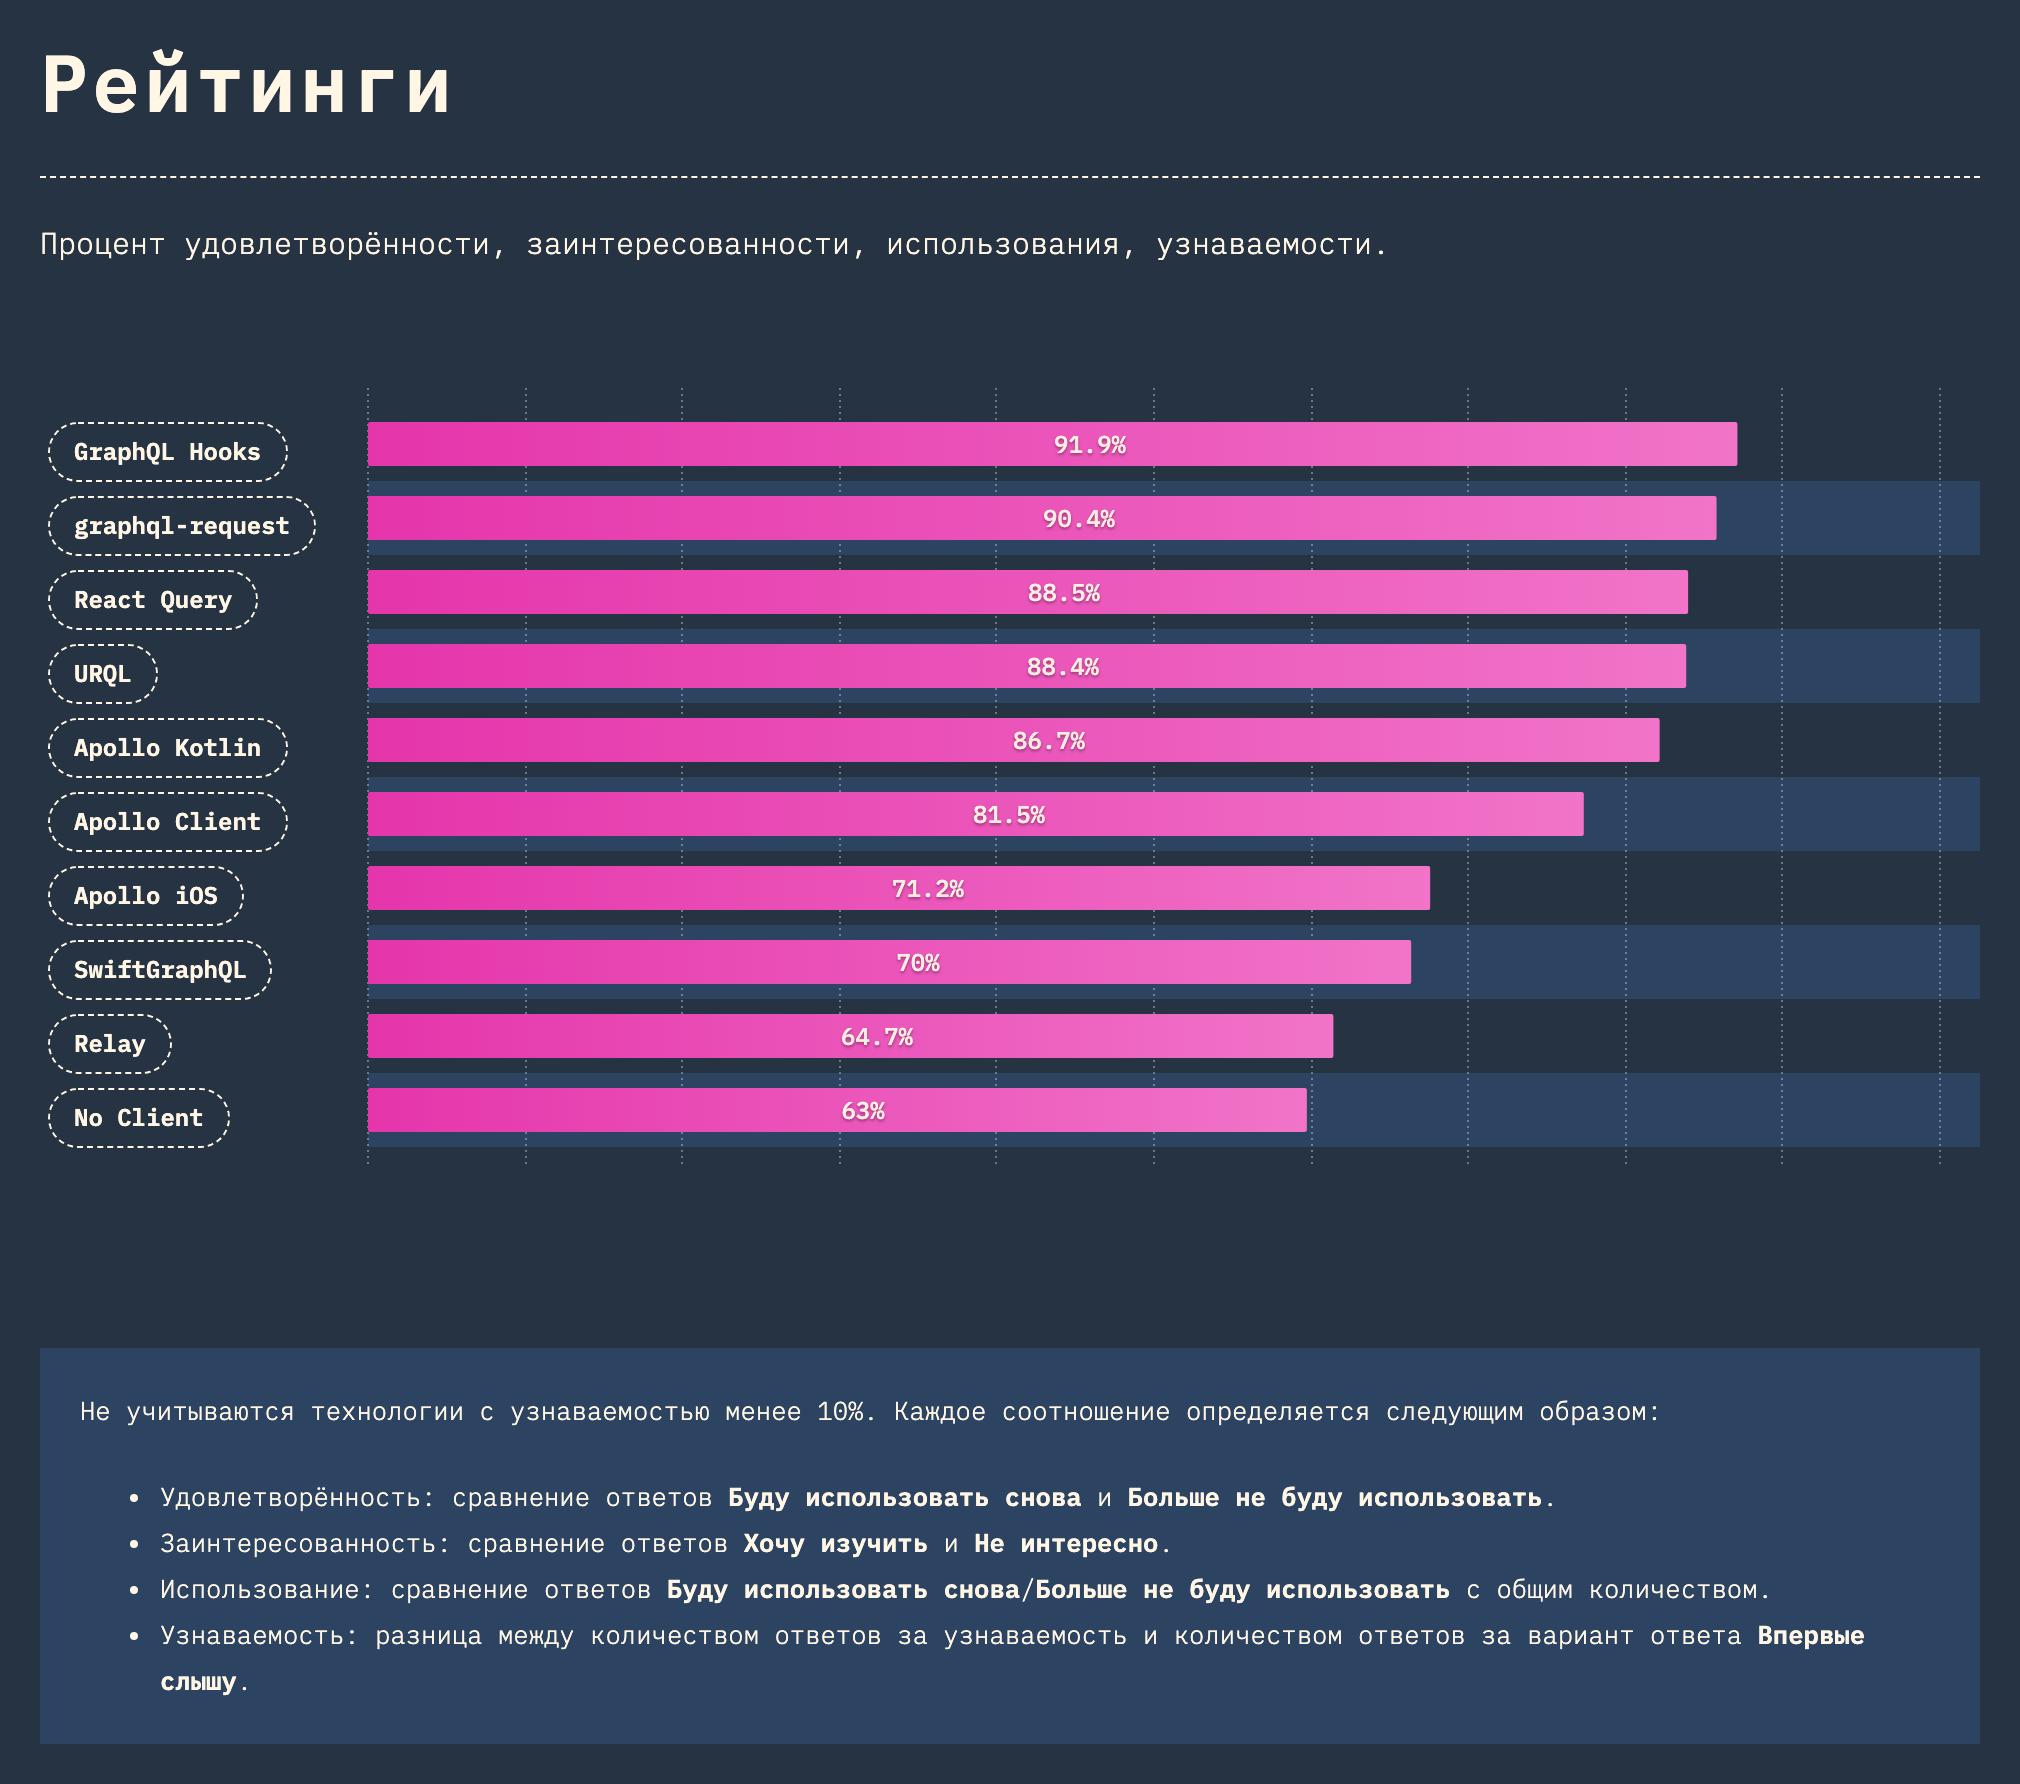 Рейтинги
Процент удовлетворённости, заинтересованности, использования, узнаваемости.
GraphQL Hooks 91.9%
graphql-request 90.4%
React Query 88.5%
URQL 88.4%
Apollo Kotlin 86.7%
Apollo Client 81.5%
Apollo iOS 71.2%
SwiftGraphQL 70%
Relay 64.7%
No Client 63%
Не учитываются технологии с узнаваемостью менее 10%. Каждое соотношение определяется следующим образом:
• Удовлетворённость: сравнение ответов Буду использовать снова и Больше не буду использовать.
• Заинтересованность: сравнение ответов Хочу изучить и Не интересно.
• Использование: сравнение ответов Буду использовать снова/Больше не буду использовать с общим количеством.
• Узнаваемость: разница между количеством ответов за узнаваемость и количеством ответов за вариант ответа Впервые
слышу.